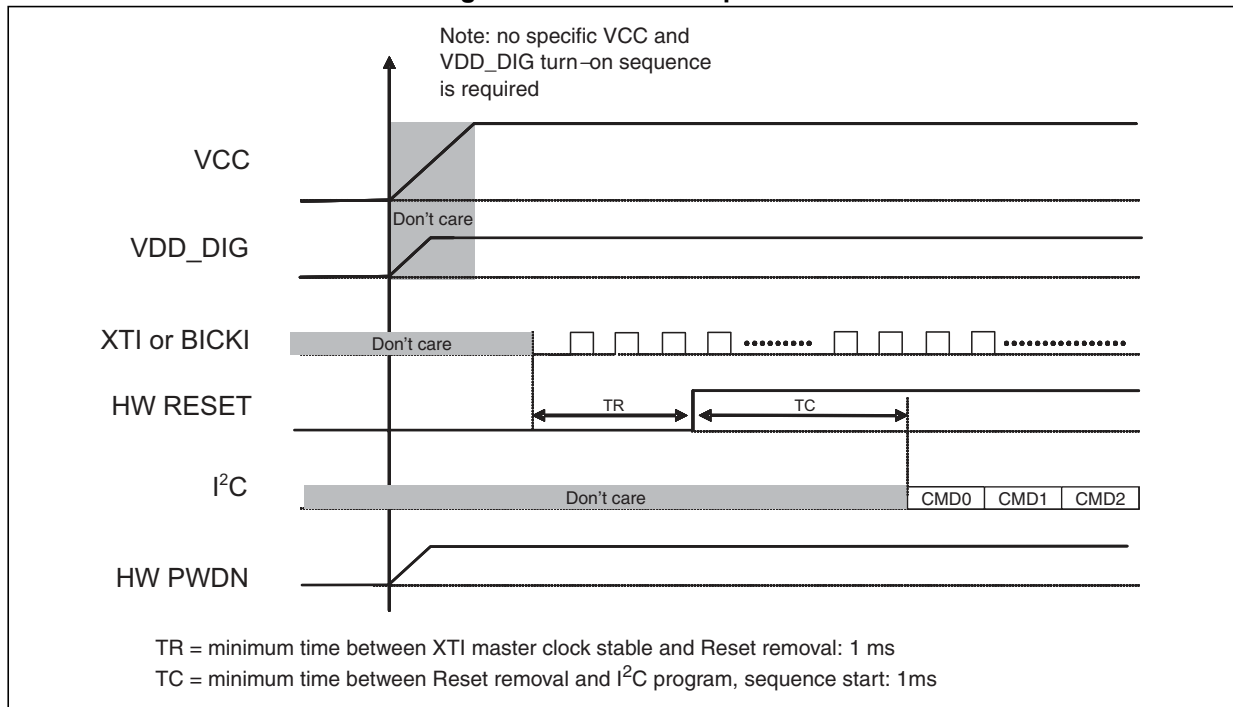 Note: no specific VCC and
VDD_DIG turn–on sequence
is required
VCC
Don't care
VDD_DIG
XTI or BICKI
Don't care
HW RESET
TR
TC
I²C
Don't care
CMD0
CMD1
CMD2
HW PWDN
TR = minimum time between XTI master clock stable and Reset removal: 1 ms
TC = minimum time between Reset removal and I²C program, sequence start: 1ms